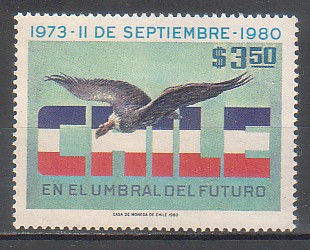 1973-11 DE SEPTIEMBRE-1980
$3.50
CHILE
EN EL UMBRAL DEL FUTURO
CASA DE MONEDA DE CHILE 1980